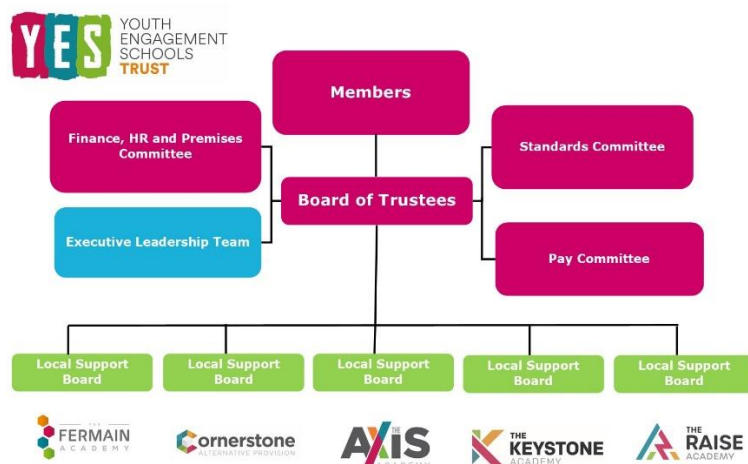 YES
YOUTH
ENGAGEMENT
SCHOOLS
TRUST
Members
Finance, HR and Premises
Committee
Standards Committee
Board of Trustees
Executive Leadership Team
Pay Committee
Local Support
Board
Local Support
Board
Local Support
Board
Local Support
Board
Local Support
Board
THE
FERMAIN
ACADEMY
Cornerstone
ALTERNATIVE PROVISION
THE
AXiS
ACADEMY
THE
KEYSTONE
ACADEMY
THE
RAISE
ACADEMY